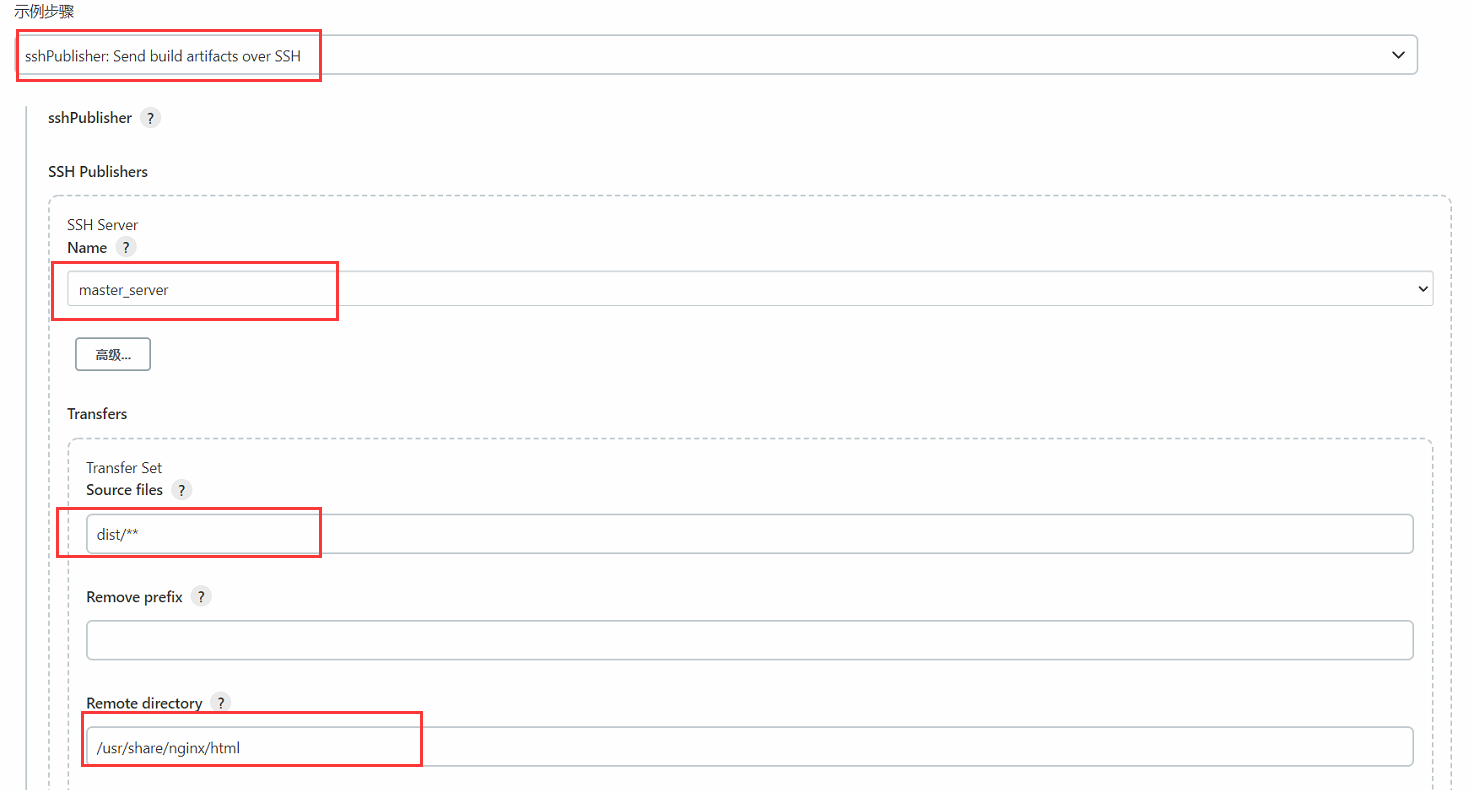 示例步骤
sshPublisher: Send build artifacts over SSH
sshPublisher ?
SSH Publishers
SSH Server
Name ?
master_server
高级...
Transfers
Transfer Set
Source files ?
dist/**
Remove prefix ?
Remote directory ?
/usr/share/nginx/html